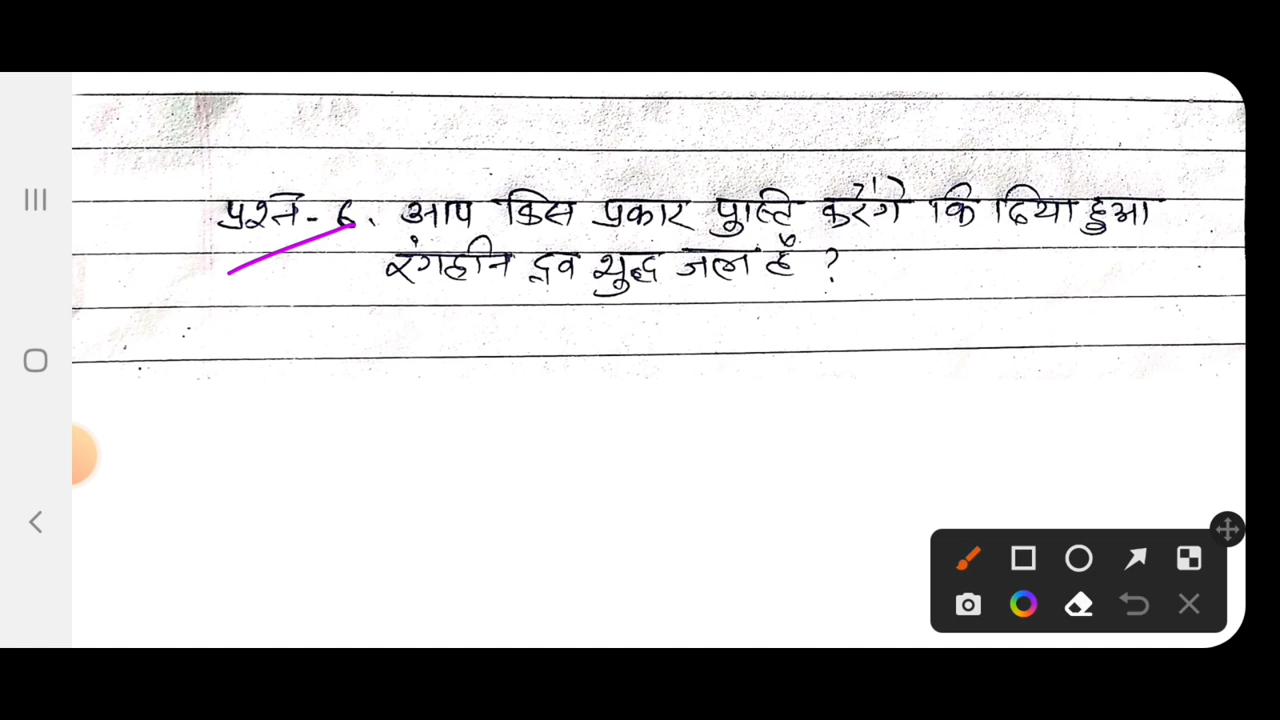 प्रश्न- 6. आप किस प्रकार पुष्टि करेंगे कि दिया हुआ
रंगहीन द्रव शुद्ध जल है ?